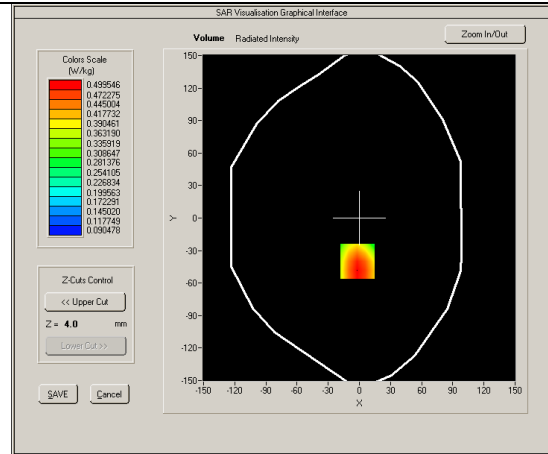 SAR Visualisation Graphical Interface
Volume Radiated Intensity
Zoom In/Out
Colors Scale
(W/kg)
0.499546
0.472275
0.445004
0.417732
0.390461
0.363190
0.335919
0.308647
0.281376
0.254105
0.226834
0.199563
0.172291
0.145020
0.117749
0.090478
Z-Cuts Control
<< Upper Cut
Z = 4.0 mm
Lower Cut >>
SAVE Cancel
150-
120-
90-
60-
30-
0-
-30-
-60-
-90-
-120-
-150-
Y
-150 -120 -90 -60 -30 0 30 60 90 120 150
X